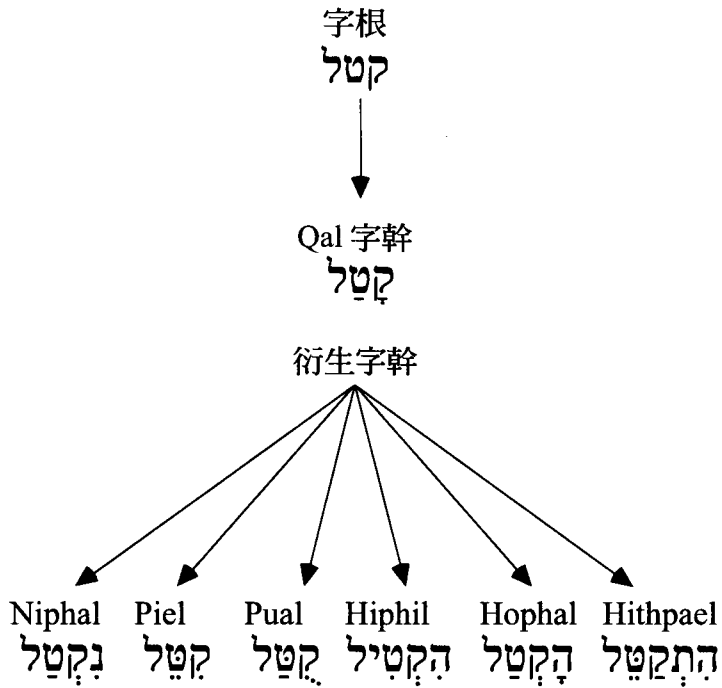 字根
קטל
Qal 字幹
קָטַל
衍生字幹
Niphal Piel Pual Hiphil Hophal Hithpael
נִקְטַל קִטֵּל קֻטַּל הִקְטִיל הָקְטַל הִתְקַטֵּל